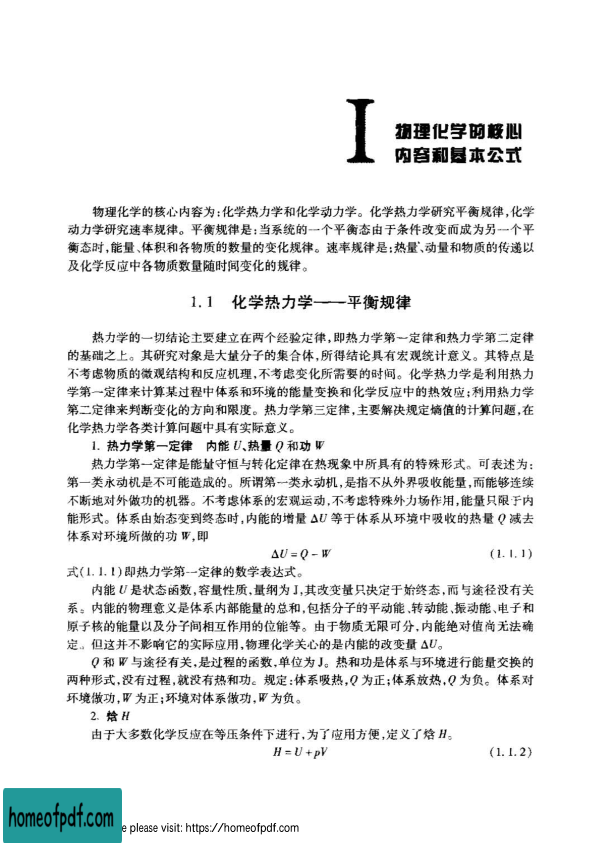 I
物理化学的核心
内容和基本公式
物理化学的核心内容为:化学热力学和化学动力学。化学热力学研究平衡规律,化学
动力学研究速率规律。平衡规律是:当系统的一个平衡态由于条件改变而成为另一个平
衡态时,能量、体积和各物质的数量的变化规律。速率规律是:热量、动量和物质的传递以
及化学反应中各物质数量随时间变化的规律。
1.1 化学热力学——平衡规律
热力学的一切结论主要建立在两个经验定律,即热力学第一定律和热力学第二定律
的基础之上。其研究对象是大量分子的集合体,所得结论具有宏观统计意义。其特点是
不考虑物质的微观结构和反应机理,不考虑变化所需要的时间。化学热力学是利用热力
学第一定律来计算某过程中体系和环境的能量变换和化学反应中的热效应;利用热力学
第二定律来判断变化的方向和限度。热力学第三定律,主要解决规定熵值的计算问题,在
化学热力学各类计算问题中具有实际意义。
1. 热力学第一定律 内能 U、热量 Q 和功 W
热力学第一定律是能量守恒与转化定律在热现象中所具有的特殊形式。可表述为:
第一类永动机是不可能造成的。所谓第一类永动机,是指不从外界吸收能量,而能够连续
不断地对外做功的机器。不考虑体系的宏观运动,不考虑特殊外力场作用,能量只限于内
能形式。体系由始态变到终态时,内能的增量 ΔU 等于体系从环境中吸收的热量 Q 减去
体系对环境所做的功 W,即
ΔU = Q - W (1.1.1)
式(1.1.1)即热力学第一定律的数学表达式。
内能 U 是状态函数,容量性质,量纲为 J,其改变量只决定于始终态,而与途径没有关
系。内能的物理意义是体系内部能量的总和,包括分子的平动能、转动能、振动能、电子和
原子核的能量以及分子间相互作用的位能等。由于物质无限可分,内能绝对值尚无法确
定。但这并不影响它的实际应用,物理化学关心的是内能的改变量 ΔU。
Q 和 W 与途径有关,是过程的函数,单位为 J。热和功是体系与环境进行能量交换的
两种形式,没有过程,就没有热和功。规定:体系吸热,Q 为正;体系放热,Q 为负。体系对
环境做功,W 为正;环境对体系做功,W 为负。
2. 焓 H
由于大多数化学反应在等压条件下进行,为了应用方便,定义了焓 H。
H = U + pV (1.1.2)
homeofpdf.com
e please visit: https://homeofpdf.com